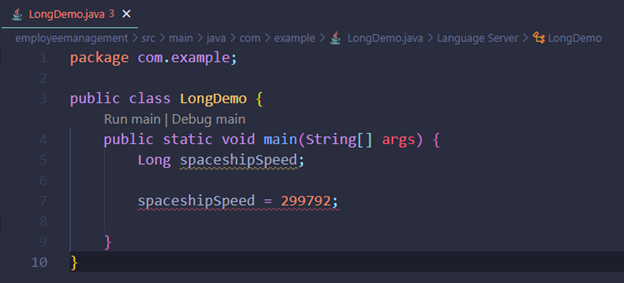 LongDemo.java 3 ×
employeemanagement > src > main > java > com > example > LongDemo.java > Language Server > LongDemo
1 package com.example;
2
3 public class LongDemo {
Run main | Debug main
4 public static void main(String[] args) {
5 Long spaceshipSpeed;
6
7 spaceshipSpeed = 299792;
8
9 }
10 }